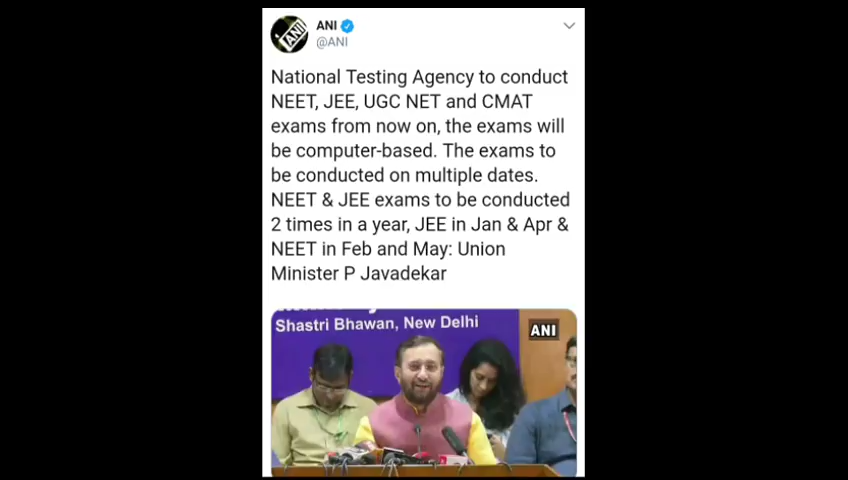 ANI
@ANI
National Testing Agency to conduct
NEET, JEE, UGC NET and CMAT
exams from now on, the exams will
be computer-based. The exams to
be conducted on multiple dates.
NEET & JEE exams to be conducted
2 times in a year, JEE in Jan & Apr &
NEET in Feb and May: Union
Minister P Javadekar
Shastri Bhawan, New Delhi
ANI